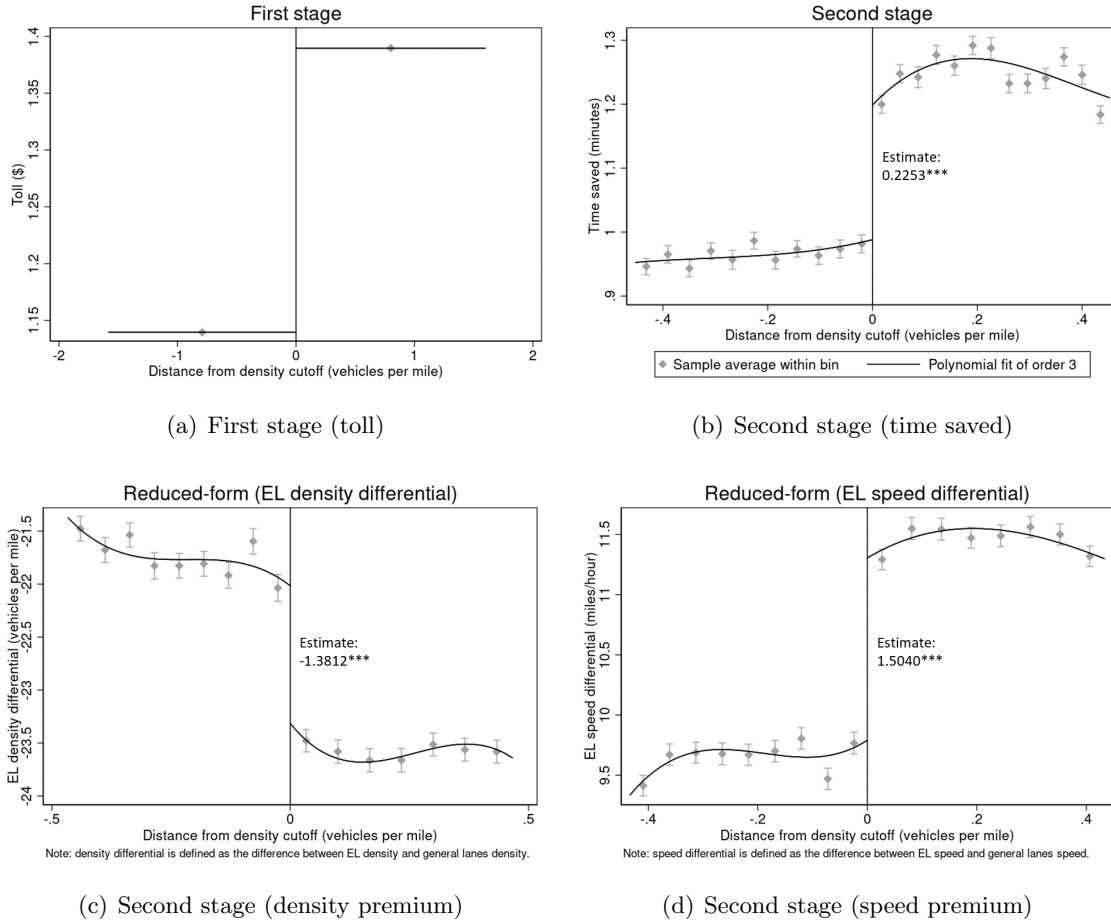 First stage
1.4
1.35
1.3
1.25
1.2
1.15
Toll ($)
-2
-1
0
1
2
Distance from density cutoff (vehicles per mile)
(a) First stage (toll)
Second stage
1.3
1.2
1.1
1
.9
Time saved (minutes)
Estimate:
0.2253***
-.4
-.2
0
.2
.4
Distance from density cutoff (vehicles per mile)
Sample average within bin
Polynomial fit of order 3
(b) Second stage (time saved)
Reduced-form (EL density differential)
-21.5
-22
-22.5
-23
-23.5
-24
EL density differential (vehicles per mile)
Estimate:
-1.3812***
-.5
0
.5
Distance from density cutoff (vehicles per mile)
Note: density differential is defined as the difference between EL density and general lanes density.
(c) Second stage (density premium)
Reduced-form (EL speed differential)
11.5
11
10.5
10
9.5
EL speed differential (miles/hour)
Estimate:
1.5040***
-.4
-.2
0
.2
.4
Distance from density cutoff (vehicles per mile)
Note: speed differential is defined as the difference between EL speed and general lanes speed.
(d) Second stage (speed premium)